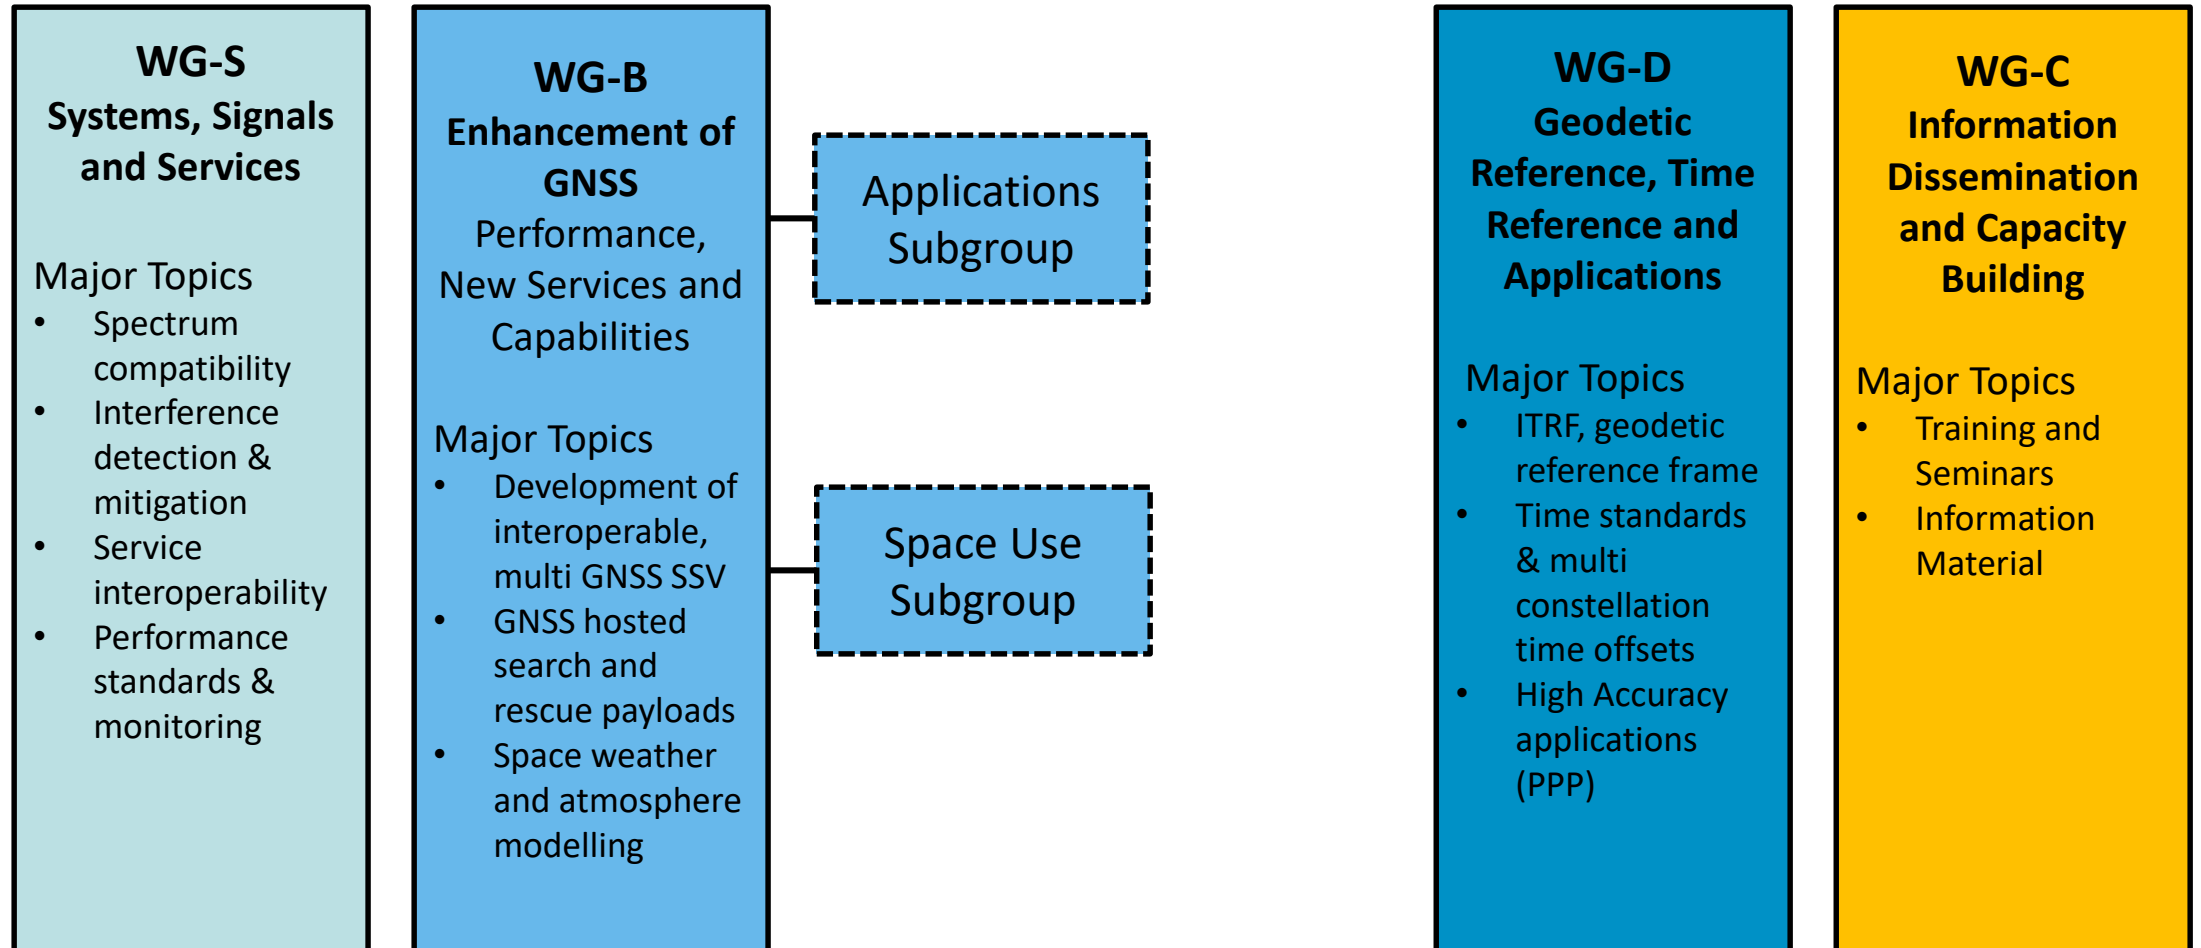 WG-S
Systems, Signals
and Services
Major Topics
• Spectrum
compatibility
• Interference
detection &
mitigation
• Service
interoperability
• Performance
standards &
monitoring
WG-B
Enhancement of
GNSS
Performance,
New Services and
Capabilities
Major Topics
• Development of
interoperable,
multi GNSS SSV
• GNSS hosted
search and
rescue payloads
• Space weather
and atmosphere
modelling
Applications
Subgroup
Space Use
Subgroup
WG-D
Geodetic
Reference, Time
Reference and
Applications
Major Topics
• ITRF, geodetic
reference frame
• Time standards
& multi
constellation
time offsets
• High Accuracy
applications
(PPP)
WG-C
Information
Dissemination
and Capacity
Building
Major Topics
• Training and
Seminars
• Information
Material